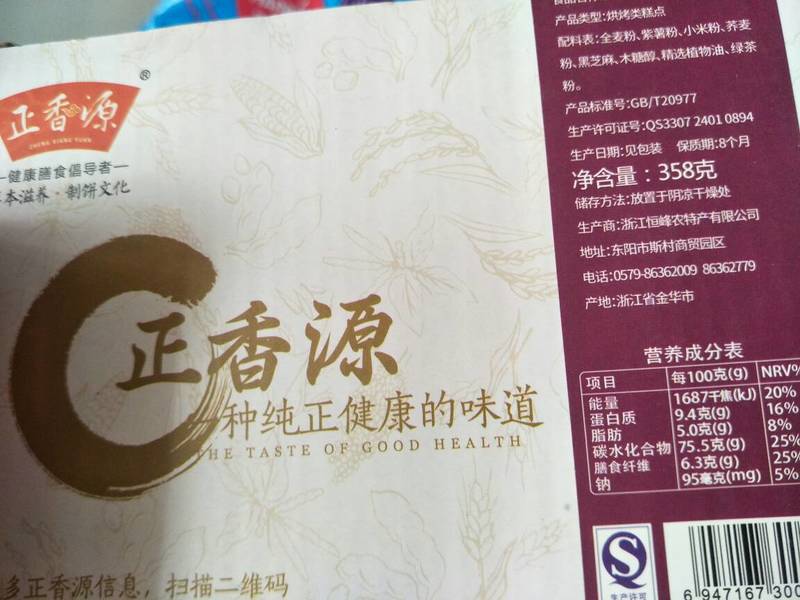 正香源
®
ZHENG XIANG YUAN
健康膳食倡导者
本滋养·制饼文化
正香源
一种纯正健康的味道
THE TASTE OF GOOD HEALTH
多正香源信息，扫描二维码
产品类型:烘烤类糕点
配料表:全麦粉、紫薯粉、小米粉、荞麦
粉、黑芝麻、木糖醇、精选植物油、绿茶
粉。
产品标准号:GB/T20977
生产许可证号:QS3307 2401 0894
生产日期:见包装 保质期:8个月
净含量：358克
储存方法:放置于阴凉干燥处
生产商:浙江恒峰农特产有限公司
地址:东阳市斯村商贸园区
电话:0579-86362009 86362779
产地:浙江省金华市
营养成分表
项目 每100克(g) NRV%
能量 1687千焦(kJ) 20%
蛋白质 9.4克(g) 16%
脂肪 5.0克(g) 8%
碳水化合物 75.5克(g) 25%
膳食纤维 6.3克(g) 25%
钠 95毫克(mg) 5%
生产许可
6 947167 300